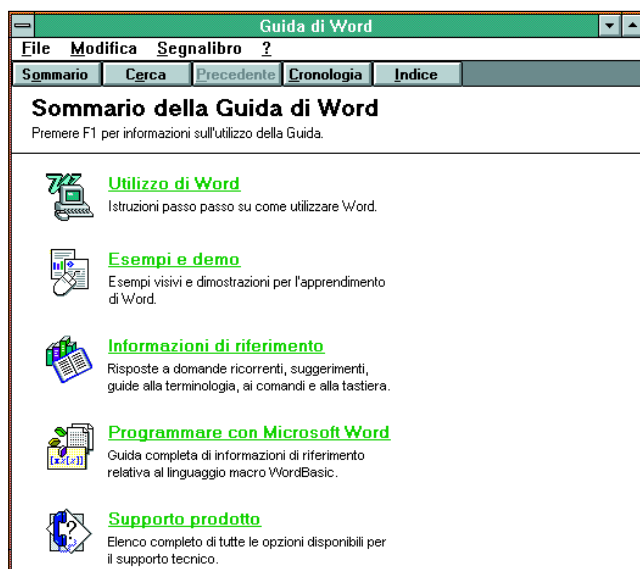 Guida di Word
File Modifica Segnalibro ?
Sommario Cerca Precedente Cronologia Indice
Sommario della Guida di Word
Premere F1 per informazioni sull'utilizzo della Guida.
Utilizzo di Word
Istruzioni passo passo su come utilizzare Word.
Esempi e demo
Esempi visivi e dimostrazioni per l'apprendimento
di Word.
Informazioni di riferimento
Risposte a domande ricorrenti, suggerimenti,
guide alla terminologia, ai comandi e alla tastiera.
Programmare con Microsoft Word
Guida completa di informazioni di riferimento
relativa al linguaggio macro WordBasic.
Supporto prodotto
Elenco completo di tutte le opzioni disponibili per
il supporto tecnico.